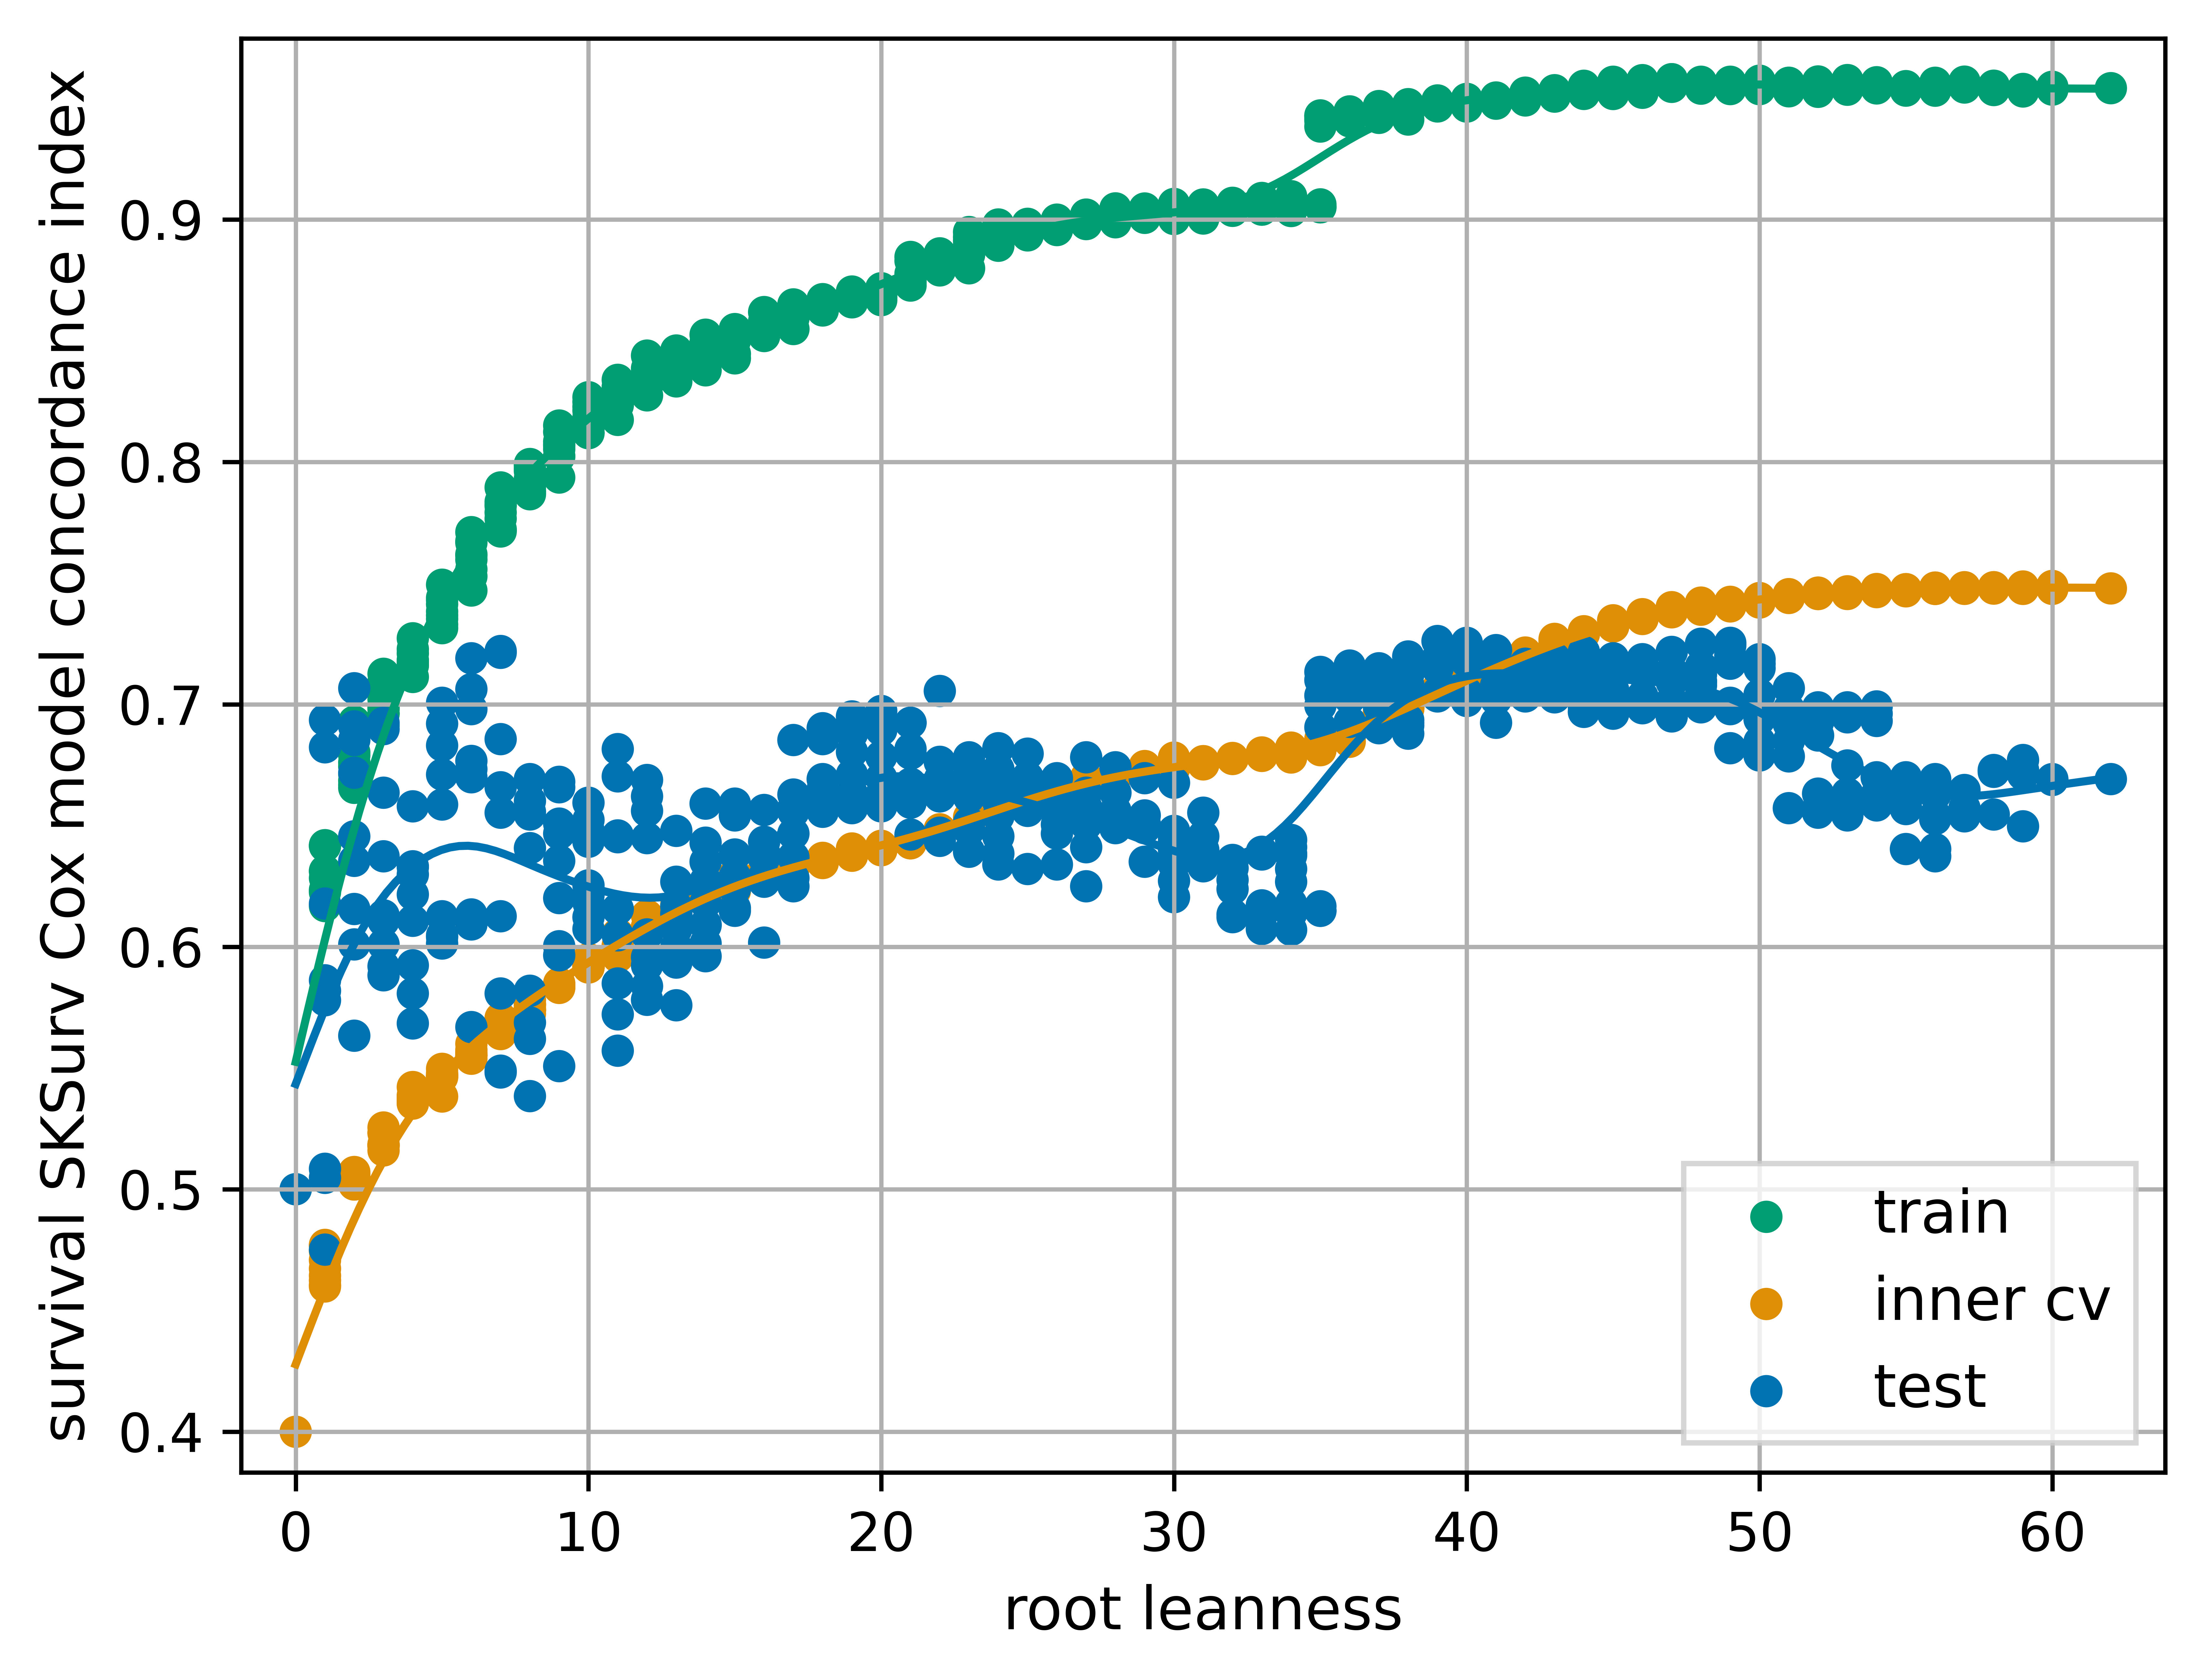 survival SKSurv Cox model concordance index
0.9
0.8
0.7
0.6
0.5
0.4
train
inner cv
test
0 10 20 30 40 50 60
root leanness